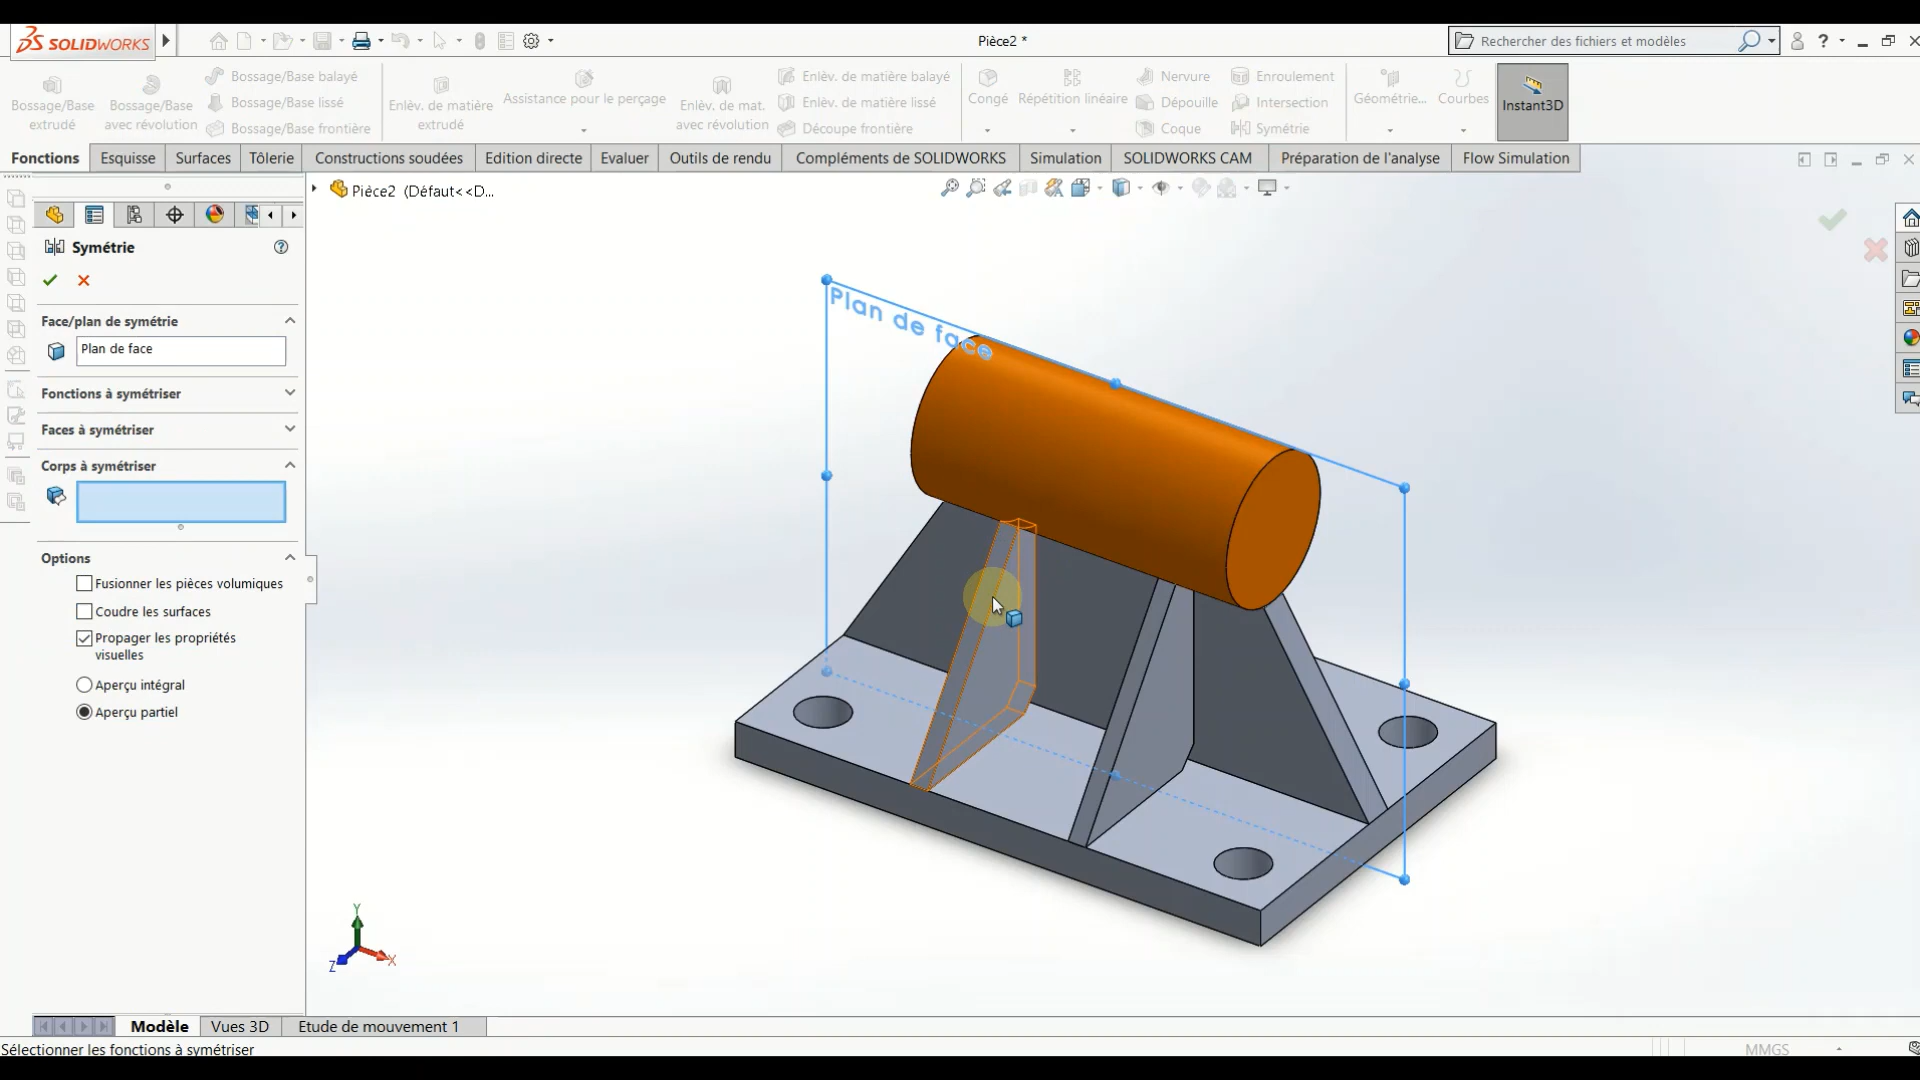 SOLIDWORKS
Pièce2 *
Rechercher des fichiers et modèles
Bossage/Base extrudé
Bossage/Base avec révolution
Bossage/Base balayé
Bossage/Base lissé
Bossage/Base frontière
Enlèv. de matière extrudé
Assistance pour le perçage
Enlèv. de mat. avec révolution
Enlèv. de matière balayé
Enlèv. de matière lissé
Découpe frontière
Congé
Répétition linéaire
Nervure
Dépouille
Coque
Enroulement
Intersection
Symétrie
Géométrie...
Courbes
Instant3D
Fonctions
Esquisse
Surfaces
Tôlerie
Constructions soudées
Edition directe
Evaluer
Outils de rendu
Compléments de SOLIDWORKS
Simulation
SOLIDWORKS CAM
Préparation de l'analyse
Flow Simulation
Pièce2 (Défaut<<D...
Symétrie
Face/plan de symétrie
Plan de face
Fonctions à symétriser
Faces à symétriser
Corps à symétriser
Options
Fusionner les pièces volumiques
Coudre les surfaces
Propager les propriétés
visuelles
Aperçu intégral
Aperçu partiel
Plan de face
Y
Z
X
Modèle
Vues 3D
Etude de mouvement 1
Sélectionner les fonctions à symétriser
MMGS